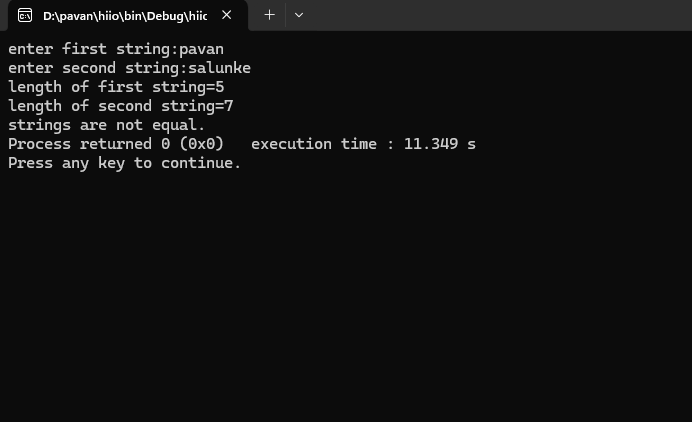 D:\pavan\hiio\bin\Debug\hiic
enter first string:pavan
enter second string:salunke
length of first string=5
length of second string=7
strings are not equal.
Process returned 0 (0x0)   execution time : 11.349 s
Press any key to continue.